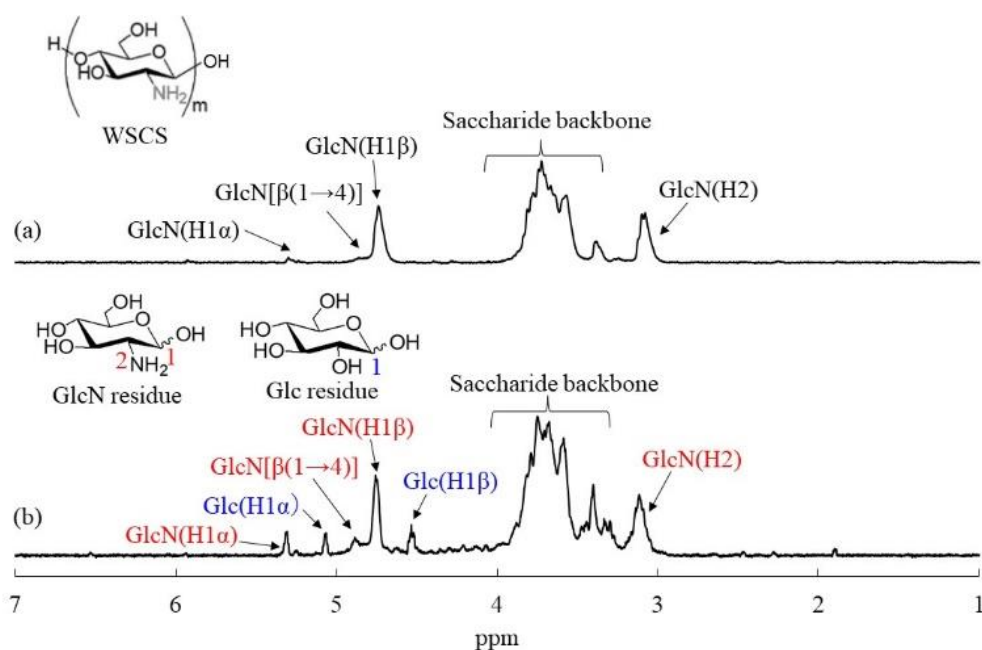 OH
H
O
O
OH
HO
NH₂
m
WSCS
Saccharide backbone
GlcN(H1β)
GlcN[β(1→4)]
GlcN(H2)
GlcN(H1α)
(a)
OH
HO
O
OH
HO
2
NH₂
1
GlcN residue
OH
HO
O
OH
HO
OH
1
Glc residue
Saccharide backbone
GlcN(H1β)
GlcN[β(1→4)]
GlcN(H2)
Glc(H1β)
Glc(H1α)
(b)
GlcN(H1α)
7 6 5 4 3 2 1
ppm